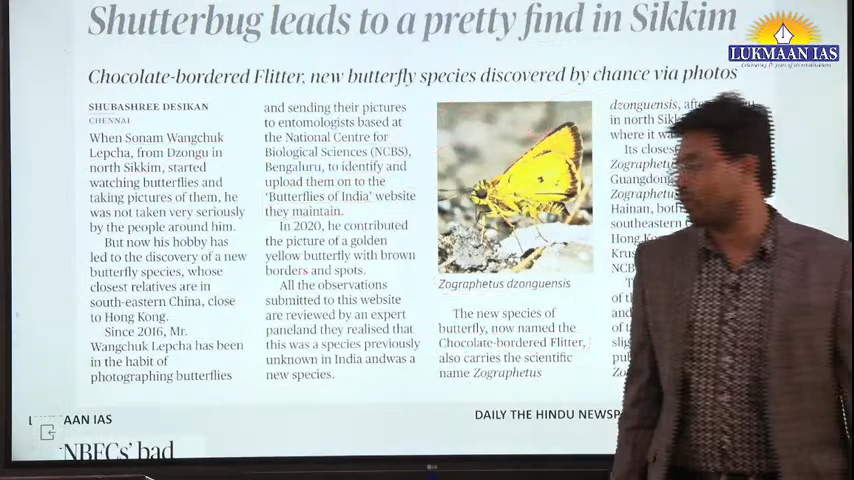 Shutterbug leads to a pretty find in Sikkim
LUKMAAN IAS
Chocolate-bordered Flitter, new butterfly species discovered by chance via photos
SHUBASHREE DESIKAN
CHENNAI
When Sonam Wangchuk
Lepcha, from Dzongu in
north Sikkim, started
watching butterflies and
taking pictures of them, he
was not taken very seriously
by the people around him.
But now his hobby has
led to the discovery of a new
butterfly species, whose
closest relatives are in
south-eastern China, close
to Hong Kong.
Since 2016, Mr.
Wangchuk Lepcha has been
in the habit of
photographing butterflies
and sending their pictures
to entomologists based at
the National Centre for
Biological Sciences (NCBS),
Bengaluru, to identify and
upload them on to the
'Butterflies of India' website
they maintain.
In 2020, he contributed
the picture of a golden
yellow butterfly with brown
borders and spots.
All the observations
submitted to this website
are reviewed by an expert
paneland they realised that
this was a species previously
unknown in India andwas a
new species.
Zographetus dzonguensis
The new species of
butterfly, now named the
Chocolate-bordered Flitter,
also carries the scientific
name Zographetus
dzonguensis,
in north
where it
Its
Guangdong
Hainan, both
southeastern
Hong
NCB
of th
and
of
DAILY THE HINDU
NBFCs' bad